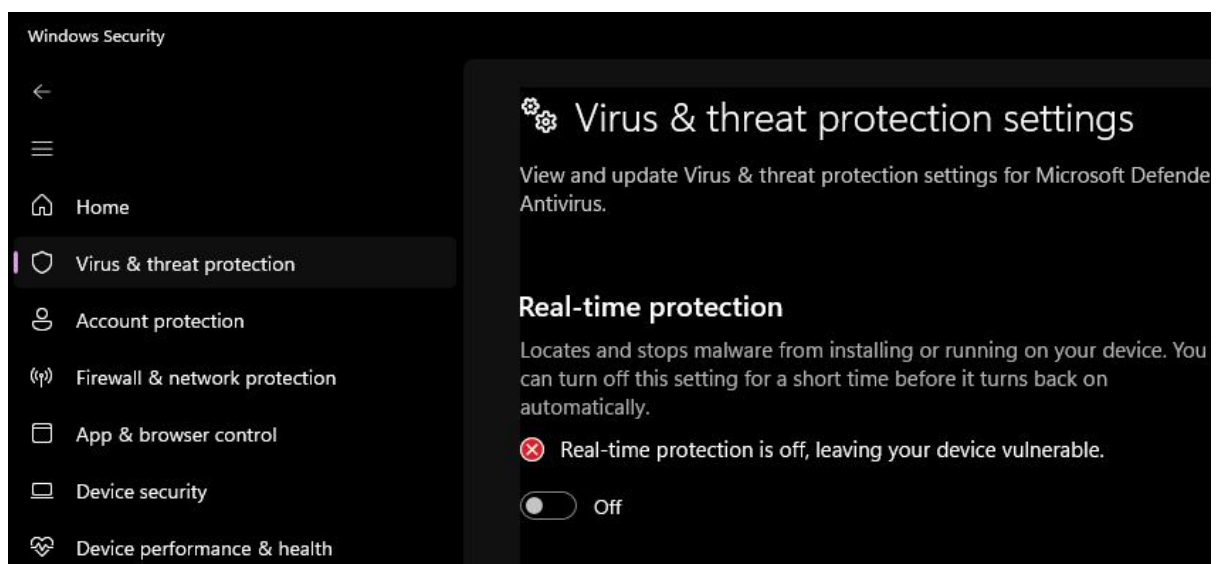 Windows Security
Home
Virus & threat protection
Account protection
Firewall & network protection
App & browser control
Device security
Device performance & health
Virus & threat protection settings
View and update Virus & threat protection settings for Microsoft Defende
Antivirus.
Real-time protection
Locates and stops malware from installing or running on your device. You
can turn off this setting for a short time before it turns back on
automatically.
Real-time protection is off, leaving your device vulnerable.
Off